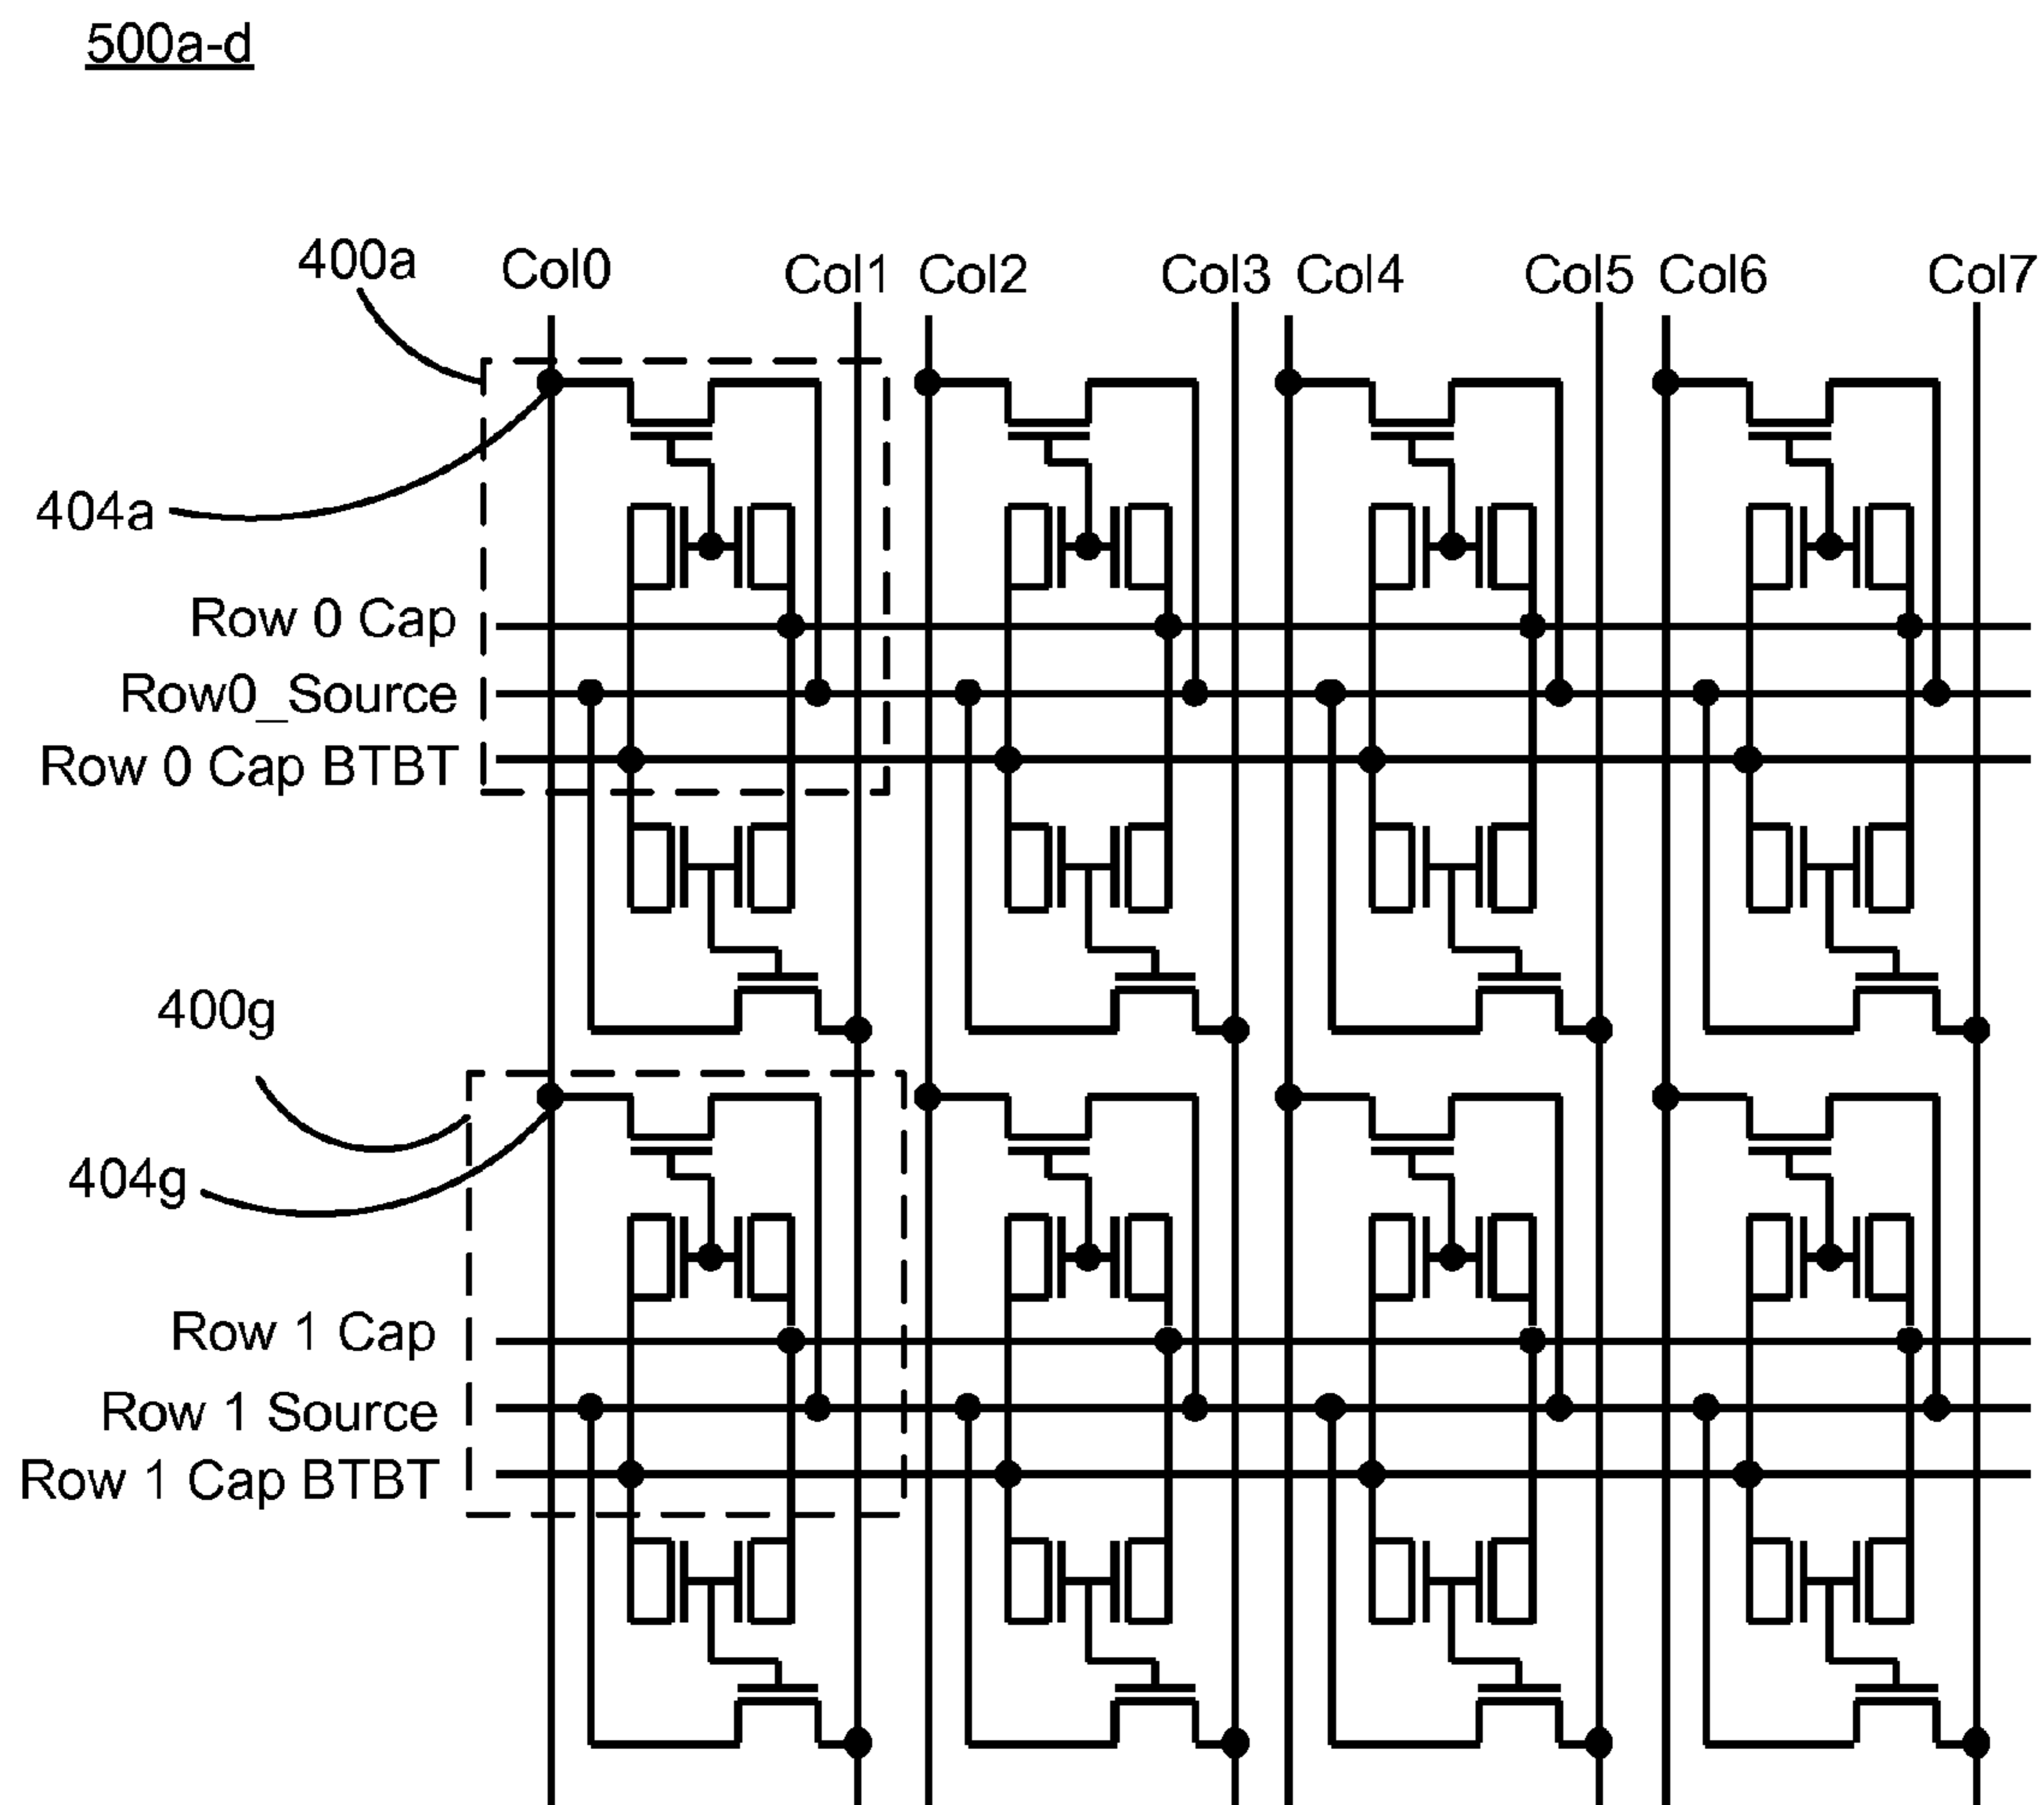 500a-d
400a
Col0 Col1 Col2 Col3 Col4 Col5 Col6 Col7
404a
Row 0 Cap
Row0_Source
Row 0 Cap BTBT
400g
404g
Row 1 Cap
Row 1 Source
Row 1 Cap BTBT